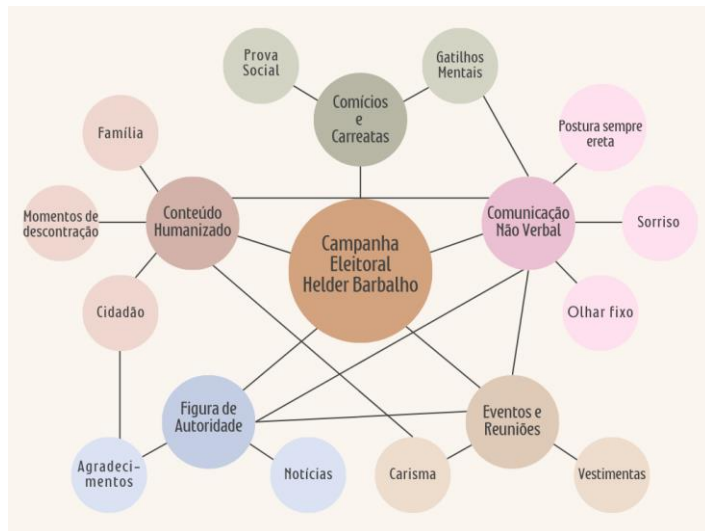 Prova
Social
Gatilhos
Mentais
Comícios
e
Carreatas
Família
Postura sempre
ereta
Momentos de
descontração
Conteúdo
Humanizado
Campanha
Eleitoral
Helder Barbalho
Comunicação
Não Verbal
Sorriso
Cidadão
Olhar fixo
Figura de
Autoridade
Eventos e
Reuniões
Agradeci-
mentos
Notícias
Carisma
Vestimentas